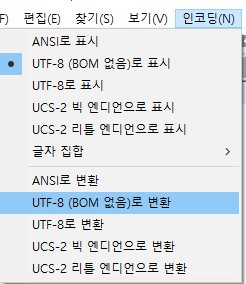 F) 편집(E) 찾기(S) 보기(V) 인코딩(N)
ANSI로 표시
UTF-8 (BOM 없음)로 표시
UTF-8로 표시
UCS-2 빅 엔디언으로 표시
UCS-2 리틀 엔디언으로 표시
글자 집합
ANSI로 변환
UTF-8 (BOM 없음)로 변환
UTF-8로 변환
UCS-2 빅 엔디언으로 변환
UCS-2 리틀 엔디언으로 변환